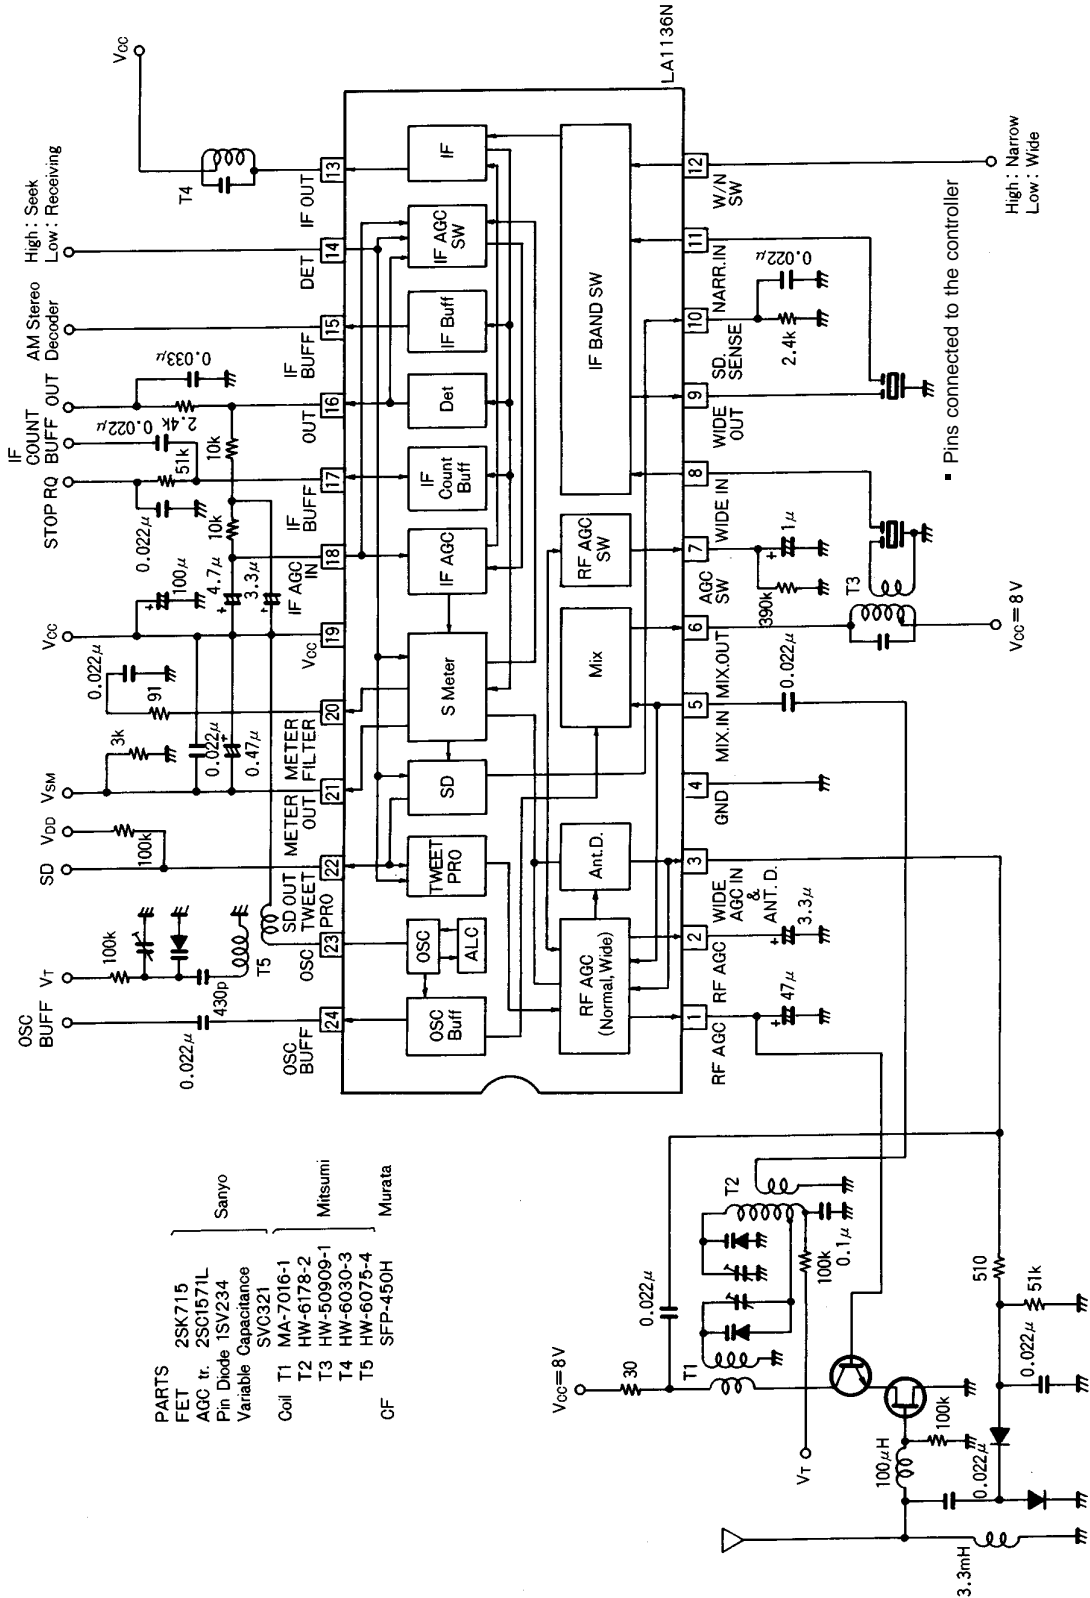 PARTS
FET 2SK715
AGC tr. 2SC1571L
Pin Diode 1SV234
Variable Capacitance
SVC321
Sanyo
Coil T1 MA-7016-1
T2 HW-6178-2
T3 HW-50909-1
T4 HW-6030-3
T5 HW-6075-4
Mitsumi
CF SFP-450H Murata
OSC
BUFF
VT
SD
VDD
VSM
VCC
STOP RQ
IF
COUNT
BUFF
OUT
AM Stereo
Decoder
High : Seek
Low : Receiving
VCC
0.022μ
100k
430p
T5
100k
3k
0.022μ
0.47μ
91
0.022μ
100μ
4.7μ
3.3μ
0.022μ
51k
10k
10k
0.022μ
2.4k
0.033μ
T4
OSC
BUFF
OSC
SD OUT
TWEET
PRO
METER
OUT
METER
FILTER
VCC
IF AGC
IN
IF
BUFF
OUT
IF
BUFF
DET
IF OUT
24
23
22
21
20
19
18
17
16
15
14
13
LA1136N
OSC
Buff
OSC
ALC
TWEET
PRO
SD
S Meter
IF AGC
IF
Count
Buff
Det
IF Buff
IF AGC
SW
IF
RF AGC
(Normal,Wide)
Ant.D.
Mix
RF AGC
SW
IF BAND SW
1
2
3
4
5
6
7
8
9
10
11
12
RF AGC
RF AGC
WIDE
AGC IN
&
ANT. D.
GND
MIX.IN
MIX.OUT
AGC
SW
WIDE IN
WIDE
OUT
SD.
SENSE
NARR.IN
W/N
SW
47μ
3.3μ
0.022μ
390k
1μ
T3
2.4k
0.022μ
VCC=8V
High : Narrow
Low : Wide
▪ Pins connected to the controller
VCC=8V
30
0.022μ
T1
T2
100k
0.1μ
VT
510
51k
0.022μ
100k
100μH
0.022μ
3.3mH